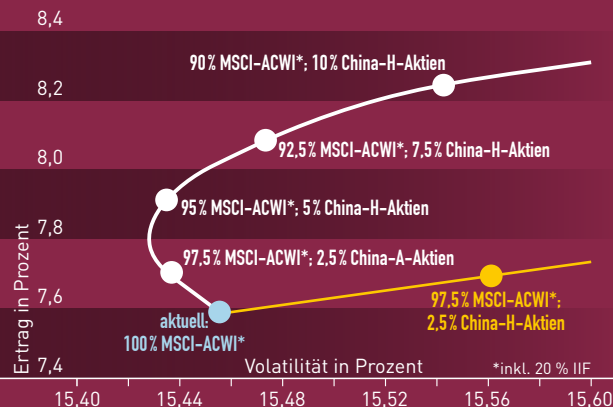 8,4
8,2
8,0
7,8
7,6
7,4
Ertrag in Prozent
90% MSCI-ACWI*; 10% China-H-Aktien
92,5% MSCI-ACWI*; 7,5% China-H-Aktien
95% MSCI-ACWI*; 5% China-H-Aktien
97,5% MSCI-ACWI*; 2,5% China-A-Aktien
97,5% MSCI-ACWI*;
2,5% China-H-Aktien
aktuell:
100% MSCI-ACWI*
Volatilität in Prozent
*inkl. 20 % IIF
15,40
15,44
15,48
15,52
15,56
15,60